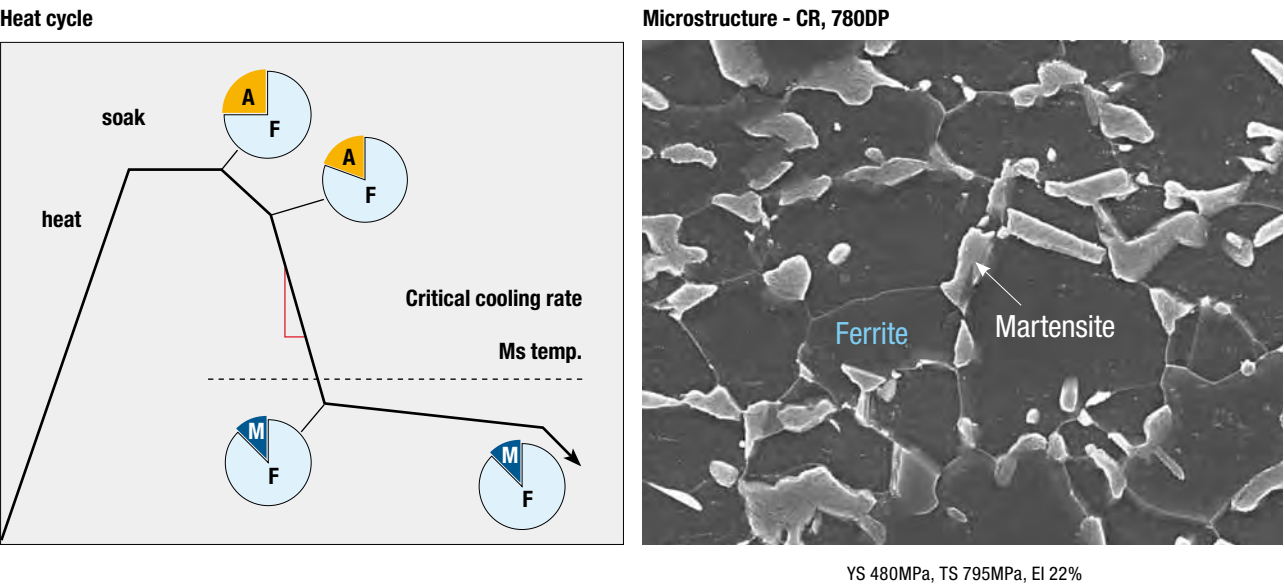 Heat cycle
Microstructure - CR, 780DP
A
F
soak
A
F
heat
Critical cooling rate
Ms temp.
M
F
M
F
Ferrite
Martensite
YS 480MPa, TS 795MPa, El 22%